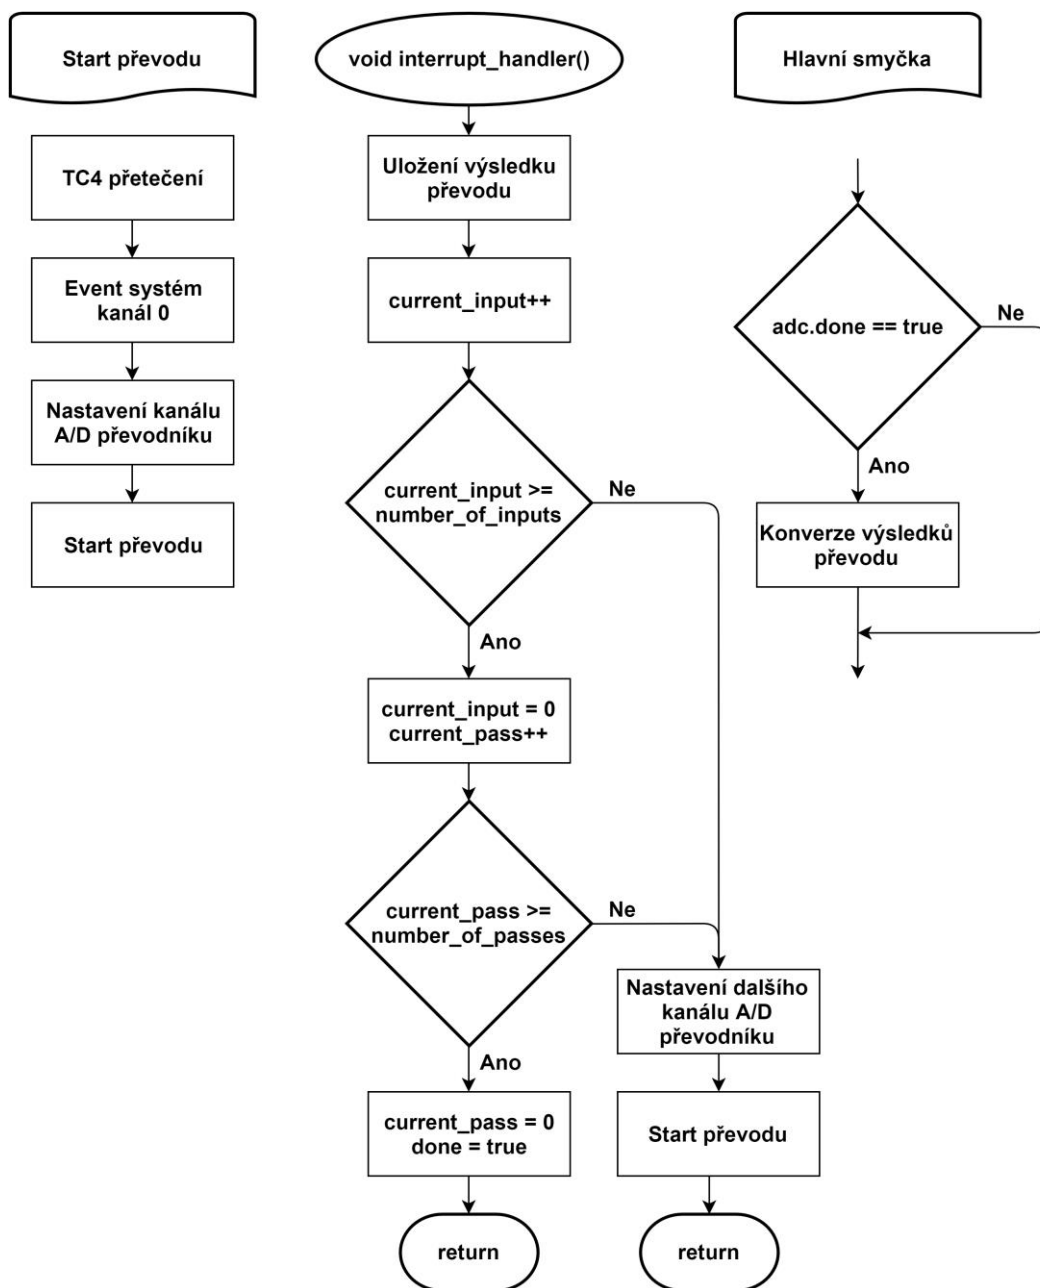 Start převodu
TC4 přetečení
Event systém
kanál 0
Nastavení kanálu
A/D převodníku
Start převodu
void interrupt_handler()
Uložení výsledku
převodu
current_input++
current_input >=
number_of_inputs
Ne
Ano
current_input = 0
current_pass++
current_pass >=
number_of_passes
Ne
Ano
current_pass = 0
done = true
return
Nastavení dalšího
kanálu A/D
převodníku
Start převodu
return
Hlavní smyčka
adc.done == true
Ne
Ano
Konverze výsledků
převodu